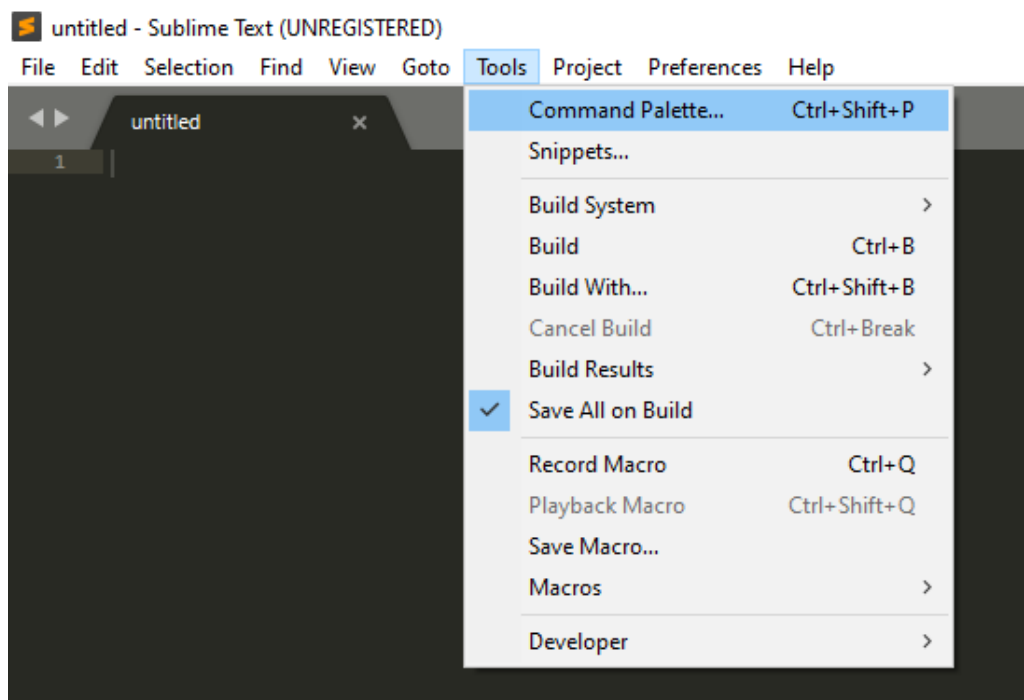 untitled - Sublime Text (UNREGISTERED)
File Edit Selection Find View Goto Tools Project Preferences Help
untitled
1
Command Palette... Ctrl+Shift+P
Snippets...
Build System
Build Ctrl+B
Build With... Ctrl+Shift+B
Cancel Build Ctrl+Break
Build Results
Save All on Build
Record Macro Ctrl+Q
Playback Macro Ctrl+Shift+Q
Save Macro...
Macros
Developer